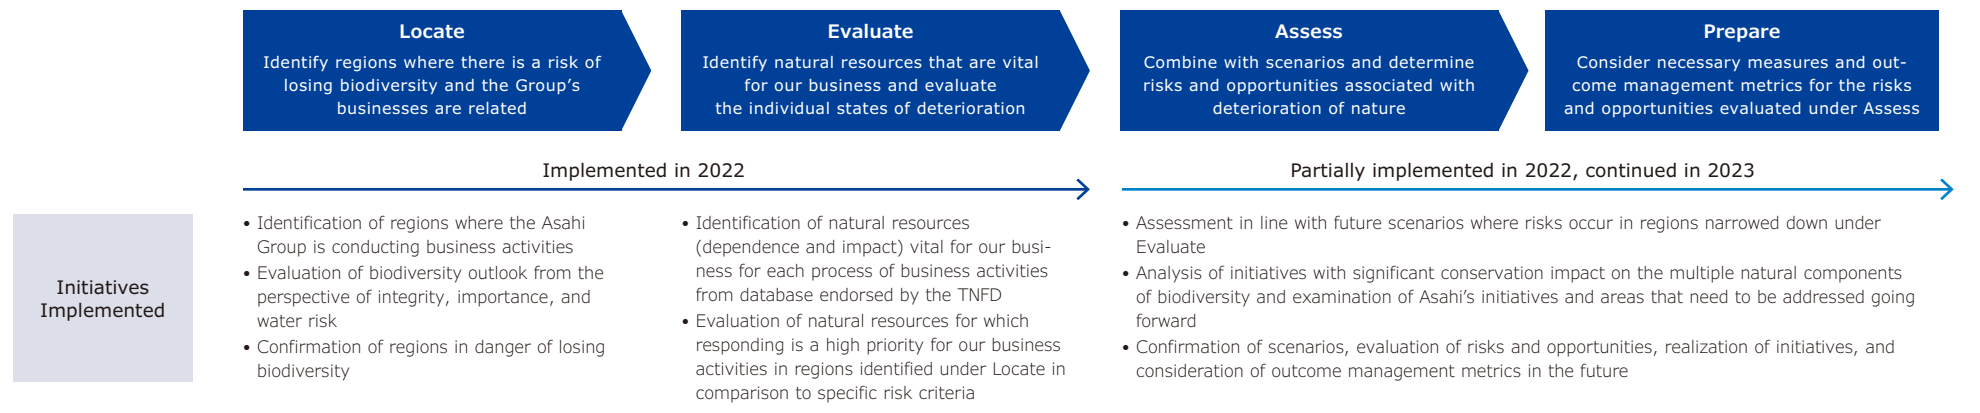 Locate
Identify regions where there is a risk of
losing biodiversity and the Group's
businesses are related
Evaluate
Identify natural resources that are vital
for our business and evaluate
the individual states of deterioration
Assess
Combine with scenarios and determine
risks and opportunities associated with
deterioration of nature
Prepare
Consider necessary measures and out-
come management metrics for the risks
and opportunities evaluated under Assess
Implemented in 2022
Partially implemented in 2022, continued in 2023
Initiatives
Implemented
• Identification of regions where the Asahi
Group is conducting business activities
• Evaluation of biodiversity outlook from the
perspective of integrity, importance, and
water risk
• Confirmation of regions in danger of losing
biodiversity
• Identification of natural resources
(dependence and impact) vital for our busi-
ness for each process of business activities
from database endorsed by the TNFD
• Evaluation of natural resources for which
responding is a high priority for our business
activities in regions identified under Locate in
comparison to specific risk criteria
• Assessment in line with future scenarios where risks occur in regions narrowed down under
Evaluate
• Analysis of initiatives with significant conservation impact on the multiple natural components
of biodiversity and examination of Asahi's initiatives and areas that need to be addressed going
forward
• Confirmation of scenarios, evaluation of risks and opportunities, realization of initiatives, and
consideration of outcome management metrics in the future